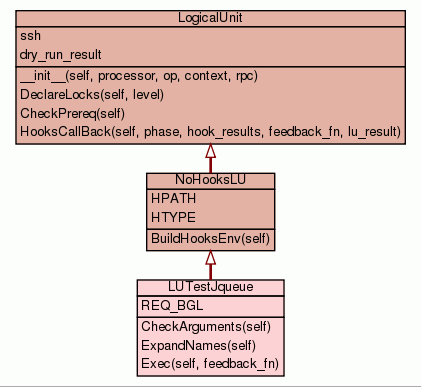 LogicalUnit
ssh
dry_run_result
__init__(self, processor, op, context, rpc)
DeclareLocks(self, level)
CheckPrereq(self)
HooksCallBack(self, phase, hook_results, feedback_fn, lu_result)
NoHooksLU
HPATH
HTYPE
BuildHooksEnv(self)
LUTestJqueue
REQ_BGL
CheckArguments(self)
ExpandNames(self)
Exec(self, feedback_fn)